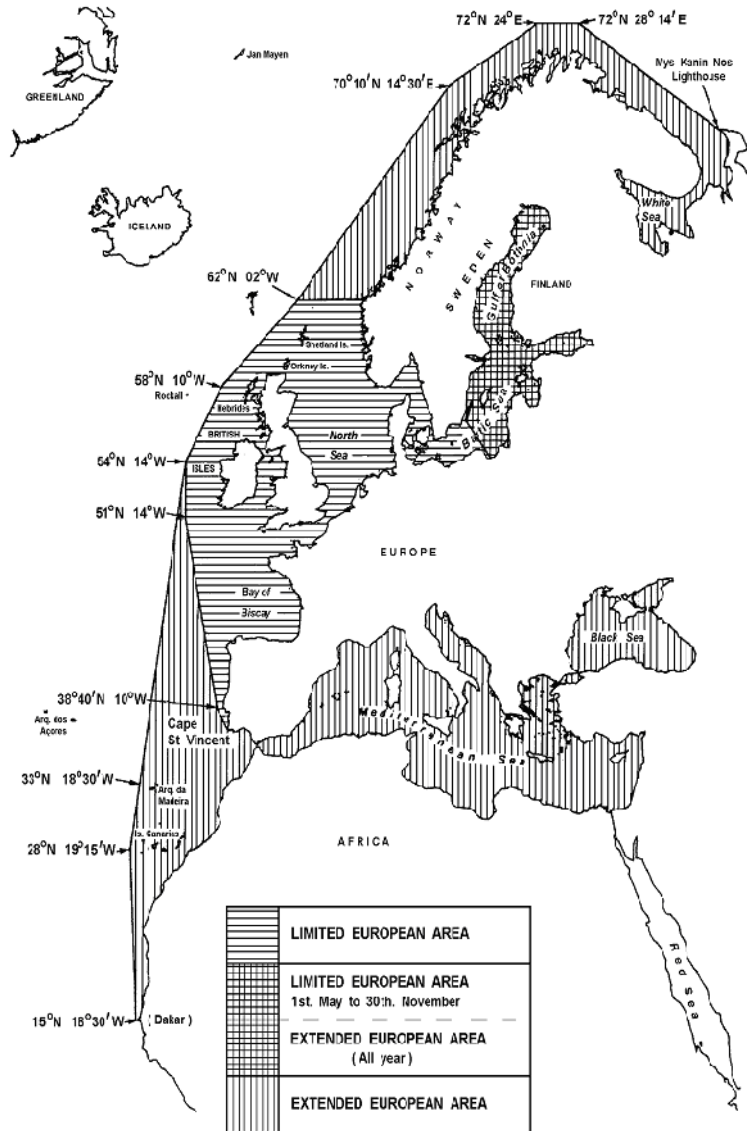 72°N 24°E
72°N 28°14'E
Jan Mayen
Nys Kanin Nos
Lighthouse
70°10'N 14°30'E
GREENLAND
White
Sea
ICELAND
NORWAY
SWEDEN
Gulf of Bothnia
FINLAND
62°N 02°W
Shetland Is.
Orkney Is.
58°N 10°W
Rockall
Hebrides
BRITISH
ISLES
North
Sea
Baltic Sea
64°N 14°W
51°N 14°W
EUROPE
Bay of
Biscay
Black Sea
38°40'N 10°W
Arq. dos
Açores
Cape
St Vincent
Mediterranean Sea
33°N 18°30'W
Arq. da
Madeira
Is. Canarias
28°N 19°15'W
AFRICA
Red Sea
15°N 18°30'W
(Dakar)
LIMITED EUROPEAN AREA
LIMITED EUROPEAN AREA
1st. May to 30th. November
EXTENDED EUROPEAN AREA
(All year)
EXTENDED EUROPEAN AREA